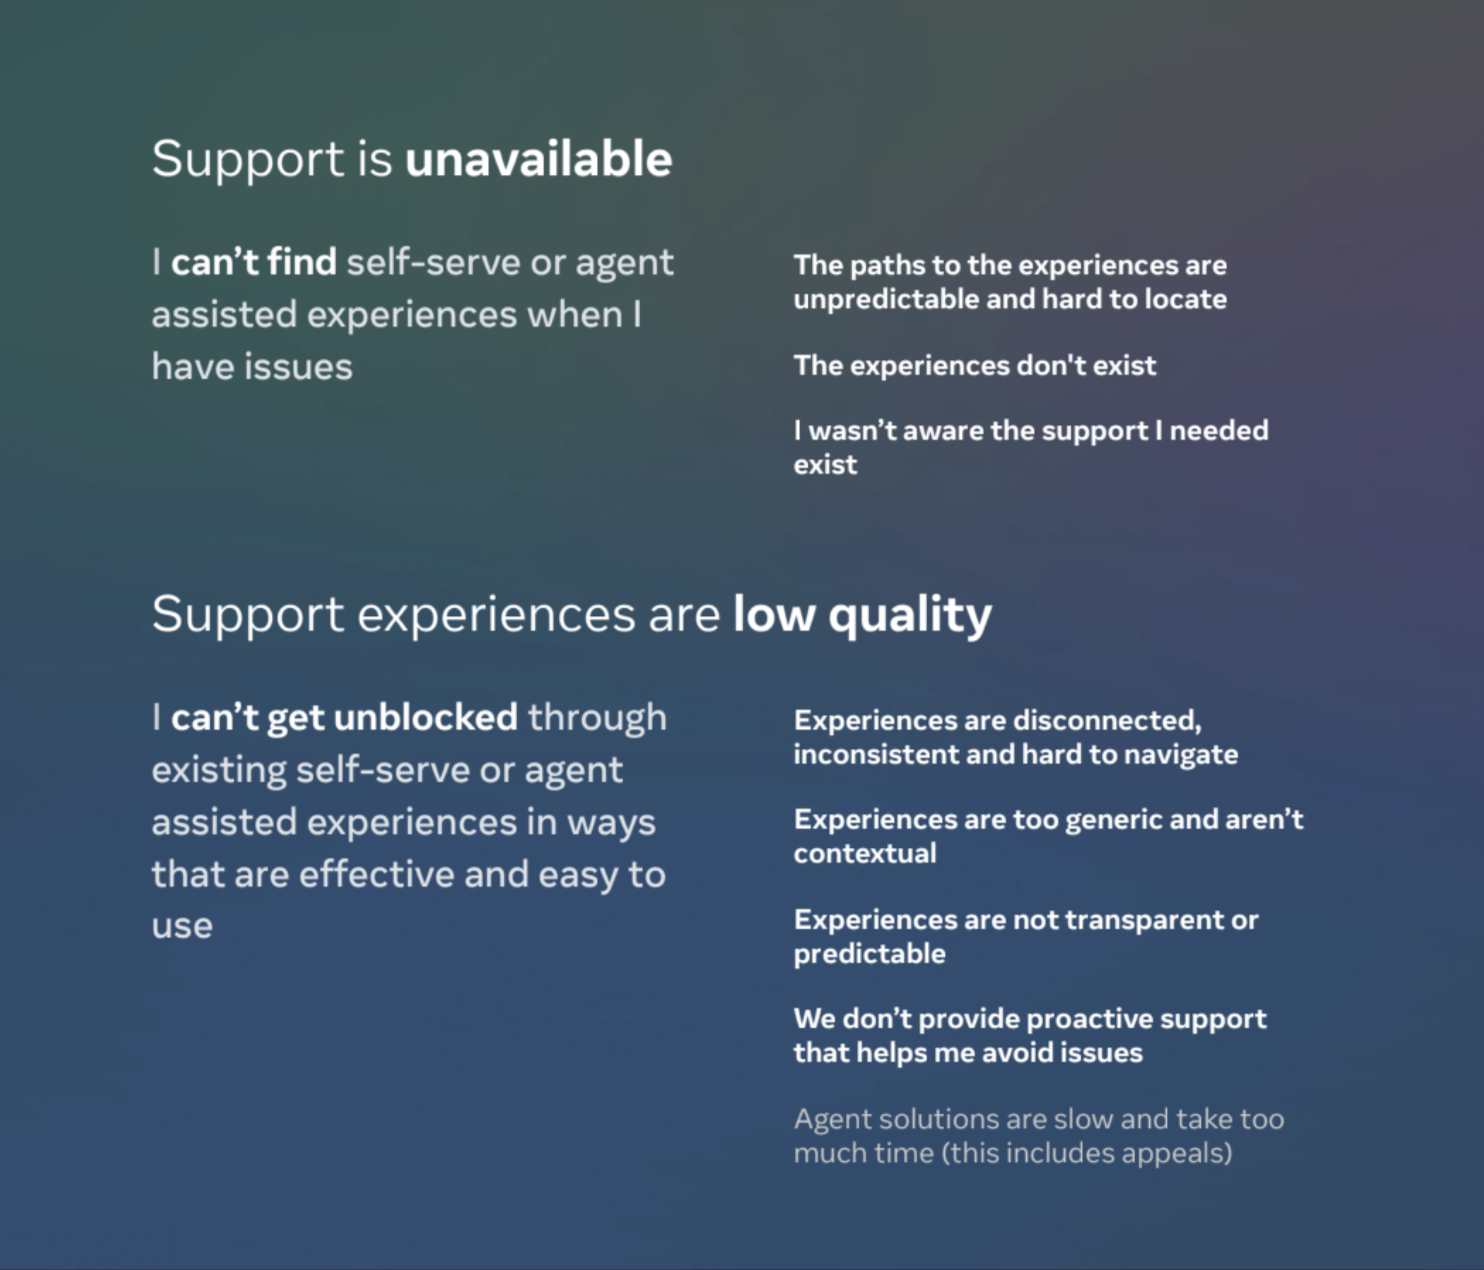 Support is unavailable
I can’t find self-serve or agent
assisted experiences when I
have issues
The paths to the experiences are
unpredictable and hard to locate
The experiences don't exist
I wasn’t aware the support I needed
exist
Support experiences are low quality
I can’t get unblocked through
existing self-serve or agent
assisted experiences in ways
that are effective and easy to
use
Experiences are disconnected,
inconsistent and hard to navigate
Experiences are too generic and aren’t
contextual
Experiences are not transparent or
predictable
We don’t provide proactive support
that helps me avoid issues
Agent solutions are slow and take too
much time (this includes appeals)